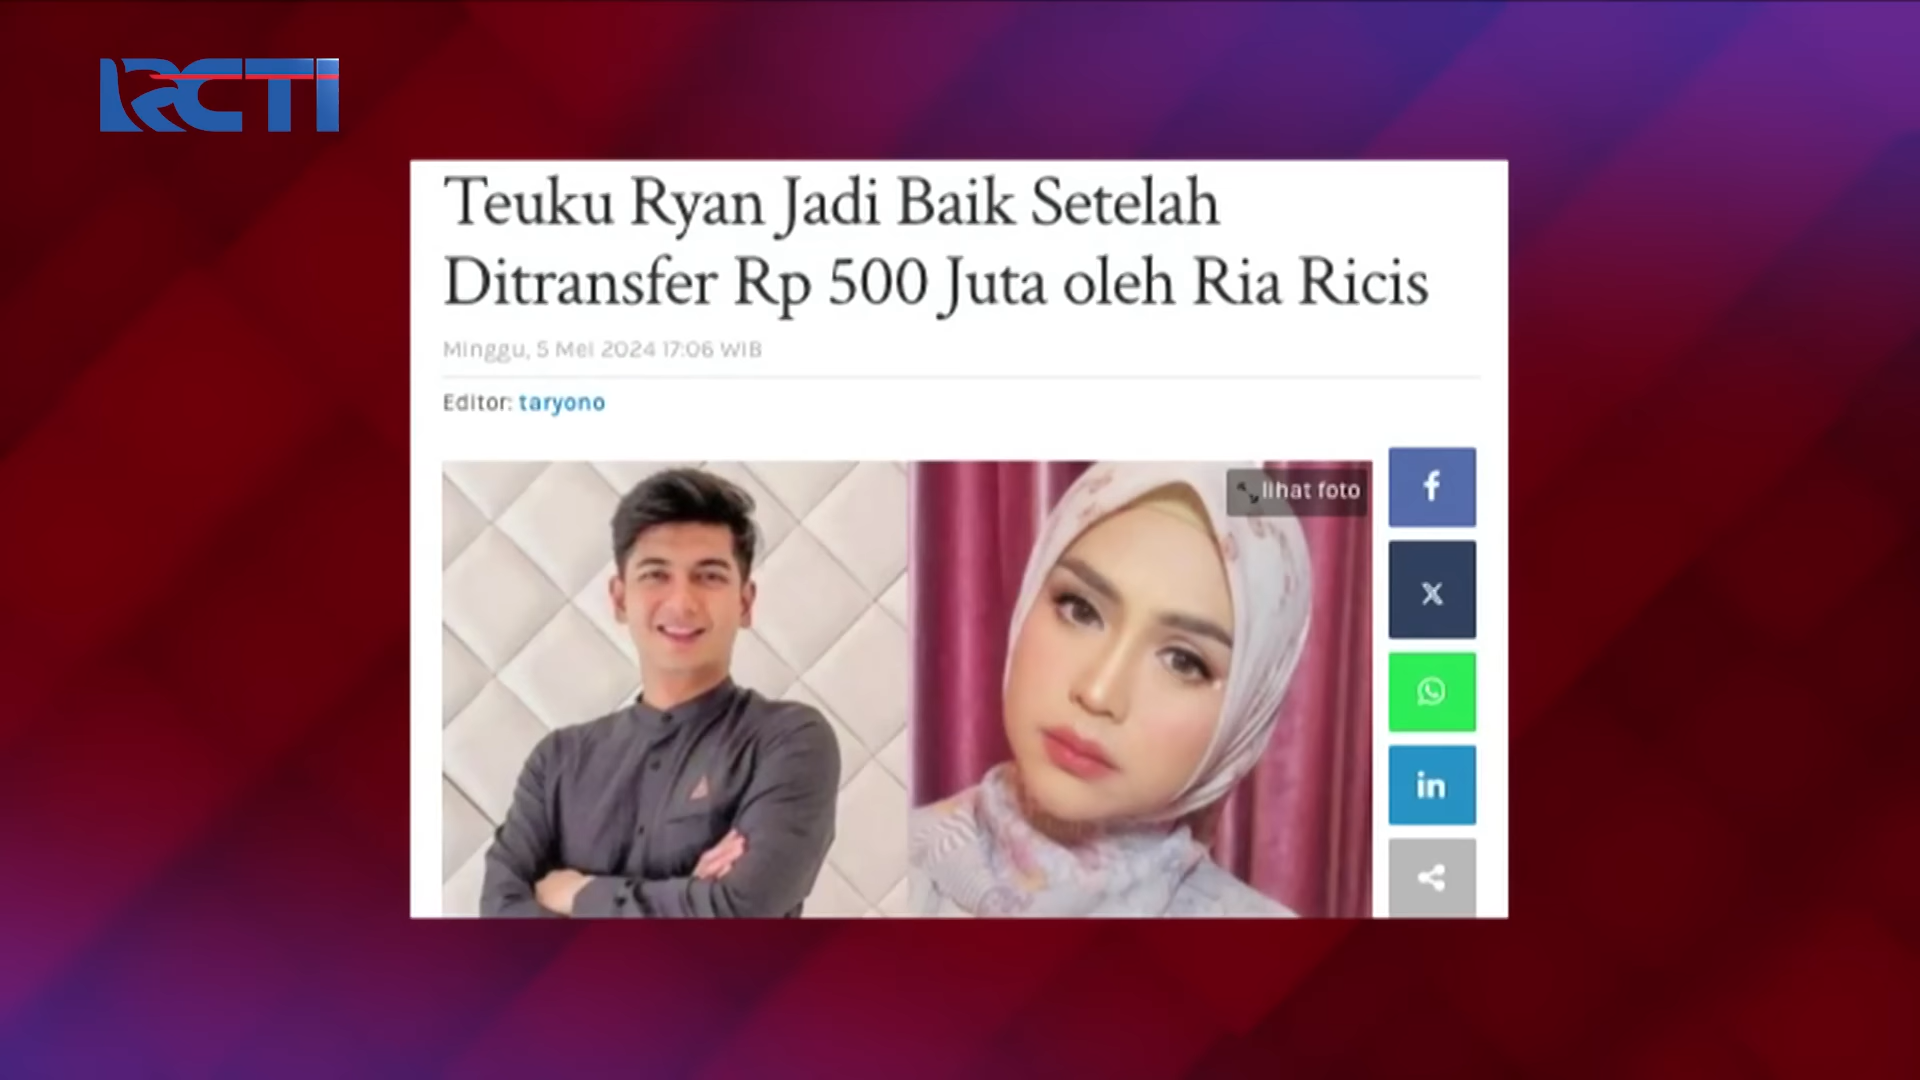 RCTI
Teuku Ryan Jadi Baik Setelah
Ditransfer Rp 500 Juta oleh Ria Ricis
Minggu, 5 Mei 2024 17:06 WIB
Editor: taryono
lihat foto
f
X
in